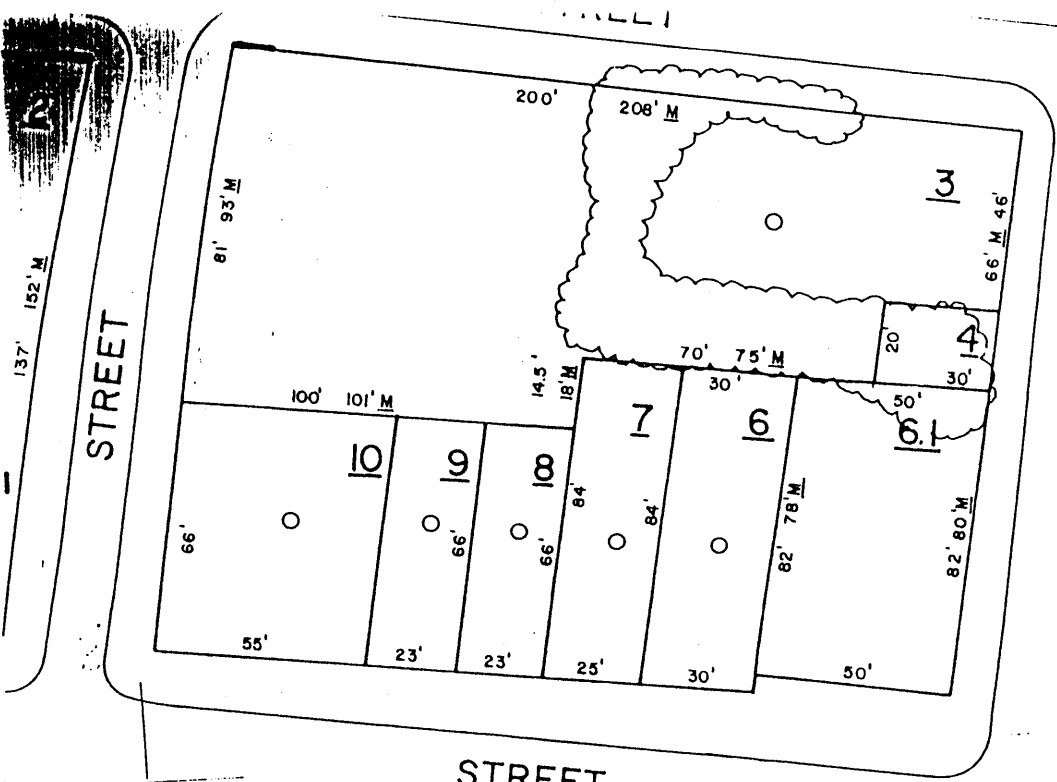 STREET
2
200'
208' M
3
81' 93' M
66' M 46'
152' M
137'
STREET
20'
4
30'
70' 75' M
30'
50'
14.5'
18' M
100' 101' M
7
6
6.1
10
9
8
84'
84'
78' M
82'
82' 80' M
66'
66'
66'
55'
23'
23'
25'
30'
50'
STREET